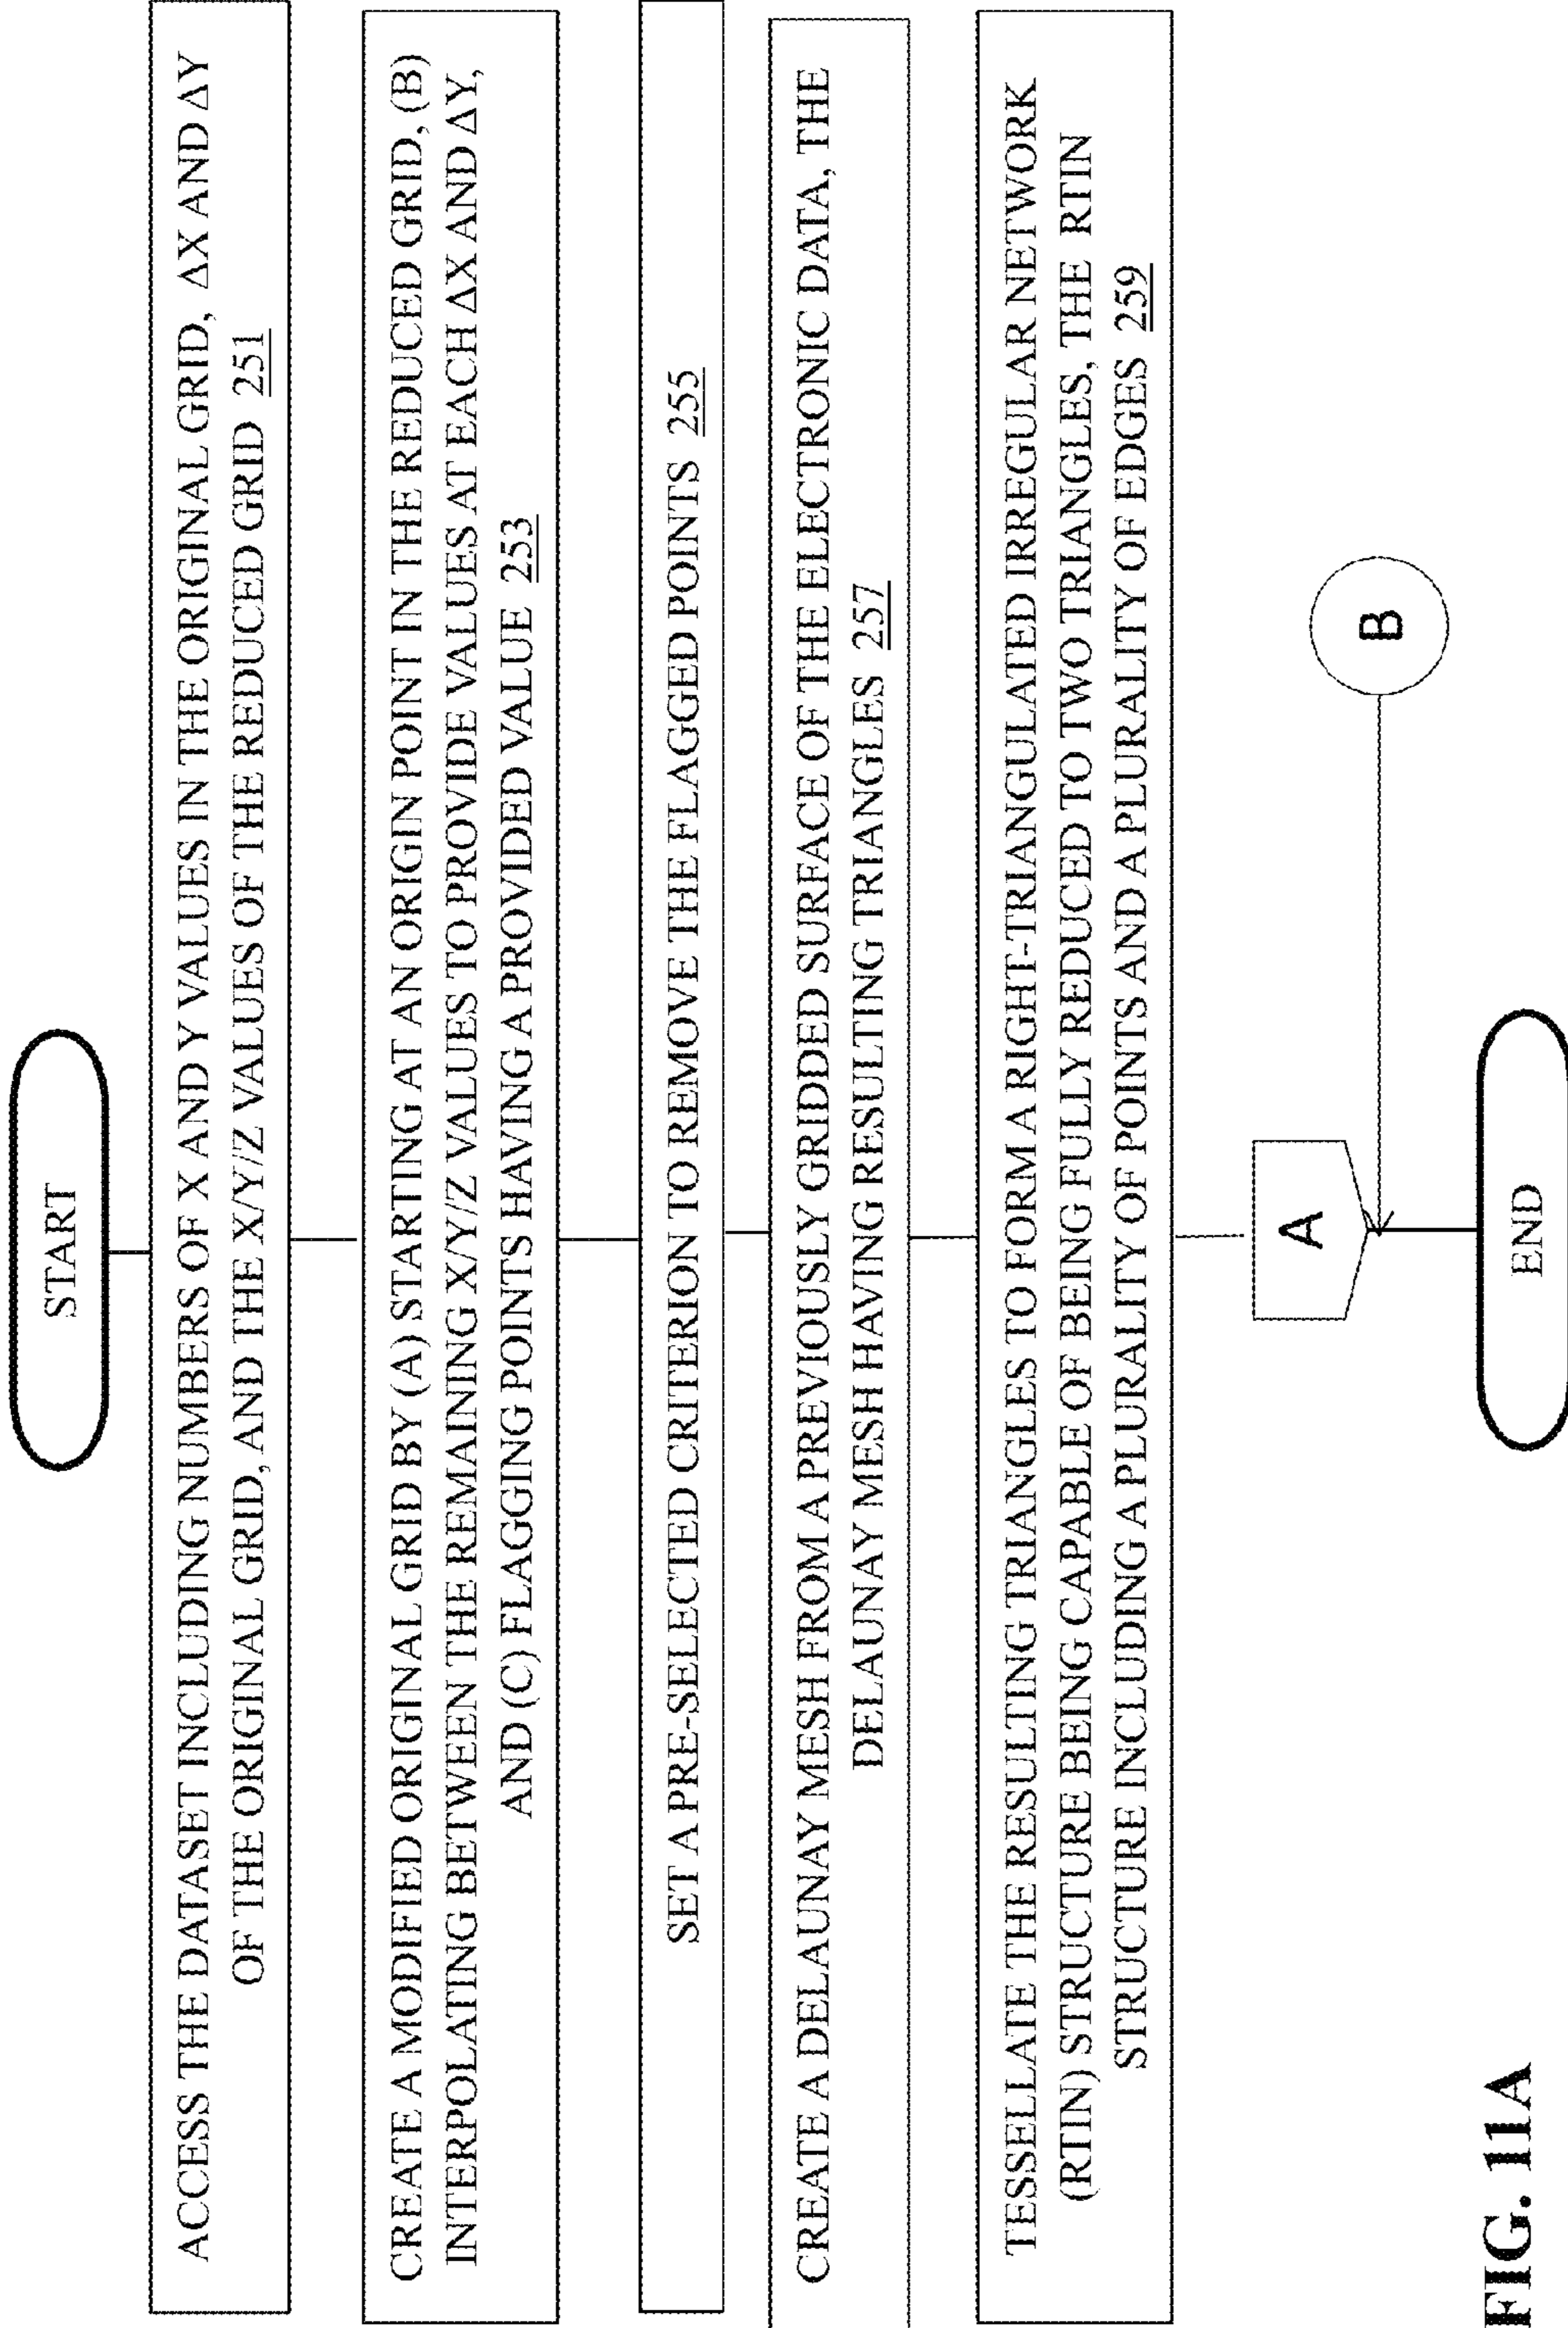 START
ACCESS THE DATASET INCLUDING NUMBERS OF X AND Y VALUES IN THE ORIGINAL GRID, ΔX AND ΔY
OF THE ORIGINAL GRID, AND THE X/Y/Z VALUES OF THE REDUCED GRID 251
CREATE A MODIFIED ORIGINAL GRID BY (A) STARTING AT AN ORIGIN POINT IN THE REDUCED GRID, (B)
INTERPOLATING BETWEEN THE REMAINING X/Y/Z VALUES TO PROVIDE VALUES AT EACH ΔX AND ΔY,
AND (C) FLAGGING POINTS HAVING A PROVIDED VALUE 253
SET A PRE-SELECTED CRITERION TO REMOVE THE FLAGGED POINTS 255
CREATE A DELAUNAY MESH FROM A PREVIOUSLY GRIDDED SURFACE OF THE ELECTRONIC DATA, THE
DELAUNAY MESH HAVING RESULTING TRIANGLES 257
TESSELLATE THE RESULTING TRIANGLES TO FORM A RIGHT-TRIANGULATED IRREGULAR NETWORK
(RTIN) STRUCTURE BEING CAPABLE OF BEING FULLY REDUCED TO TWO TRIANGLES, THE RTIN
STRUCTURE INCLUDING A PLURALITY OF POINTS AND A PLURALITY OF EDGES 259
A
B
END
FIG. 11A